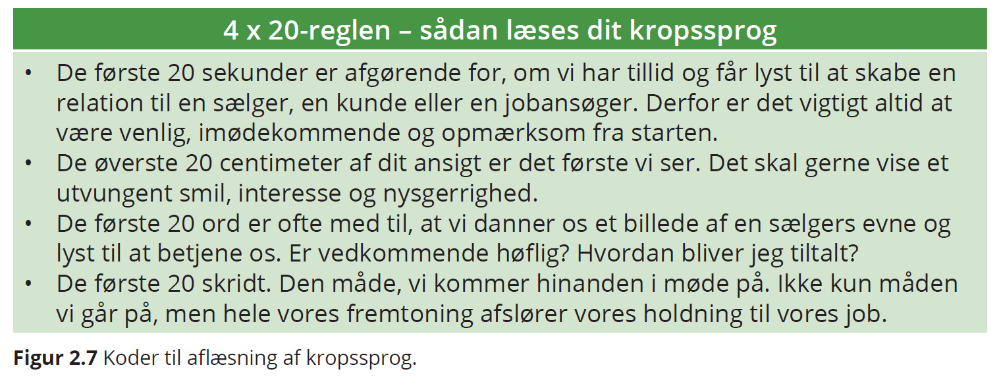 4 x 20-reglen – sådan læses dit kropssprog
• De første 20 sekunder er afgørende for, om vi har tillid og får lyst til at skabe en
relation til en sælger, en kunde eller en jobansøger. Derfor er det vigtigt altid at
være venlig, imødekommende og opmærksom fra starten.
• De øverste 20 centimeter af dit ansigt er det første vi ser. Det skal gerne vise et
utvungent smil, interesse og nysgerrighed.
• De første 20 ord er ofte med til, at vi danner os et billede af en sælgers evne og
lyst til at betjene os. Er vedkommende høflig? Hvordan bliver jeg tiltalt?
• De første 20 skridt. Den måde, vi kommer hinanden i møde på. Ikke kun måden
vi går på, men hele vores fremtoning afslører vores holdning til vores job.
Figur 2.7 Koder til aflæsning af kropssprog.